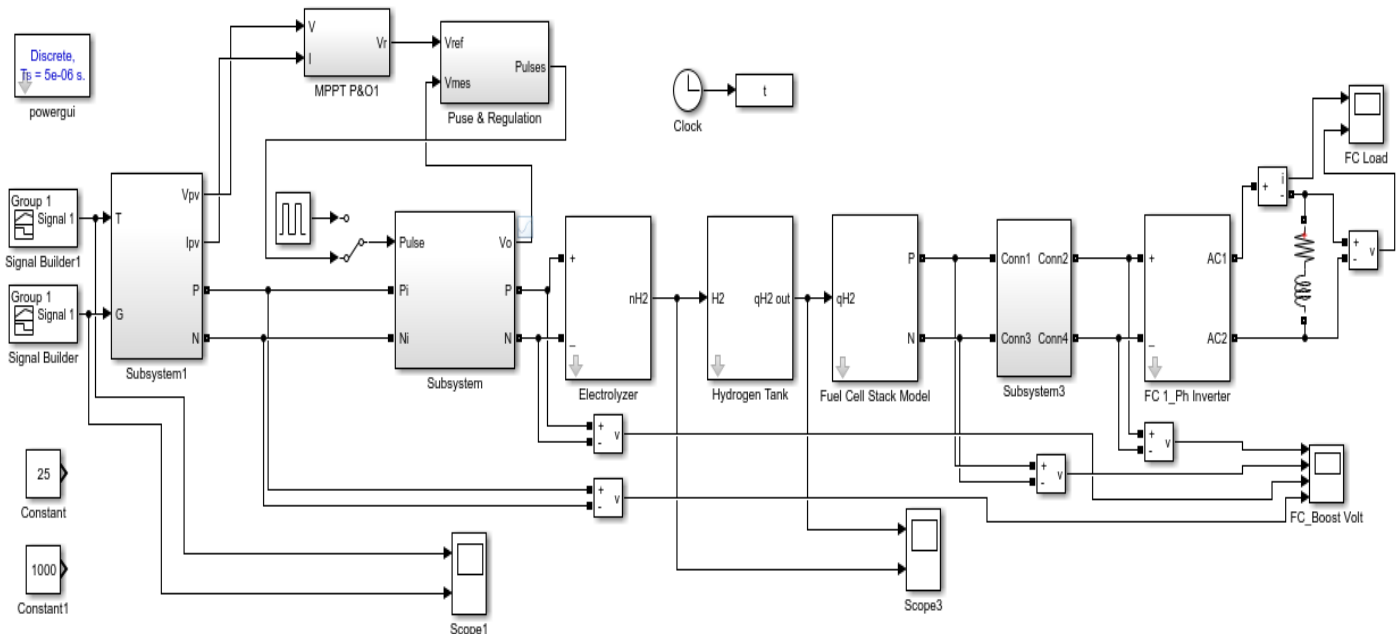 Discrete,
Ts = 5e-06 s.
powergui
V
I
Vr
MPPT P&O1
Vref
Vmes
Pulses
Puse & Regulation
Clock
t
FC Load
Group 1
Signal 1
Signal Builder1
Group 1
Signal 1
Signal Builder
T
G
Vpv
Ipv
P
N
Subsystem1
Pulse
Pi
Ni
Vo
P
N
Subsystem
+
_
nH2
Electrolyzer
H2
qH2 out
Hydrogen Tank
qH2
P
N
Fuel Cell Stack Model
Conn1
Conn2
Conn3
Conn4
Subsystem3
+
_
AC1
AC2
FC 1_Ph Inverter
+
i
-
+
-
v
+
-
v
+
-
v
+
-
v
+
-
v
FC_Boost Volt
25
Constant
1000
Constant1
Scope1
Scope3